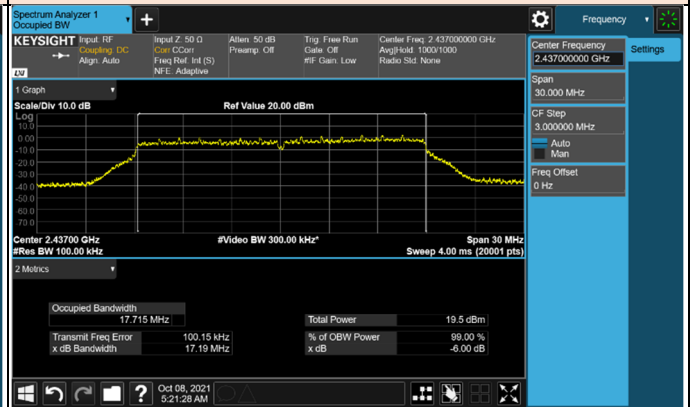 Spectrum Analyzer 1
Occupied BW
+
Frequency
KEYSIGHT
Input: RF
Coupling: DC
Align: Auto
Input Z: 50 Ω
Corr CCorr
Freq Ref: Int (S)
NFE: Adaptive
Atten: 50 dB
Preamp: Off
Trig: Free Run
Gate: Off
#IF Gain: Low
Center Freq: 2.437000000 GHz
Avg|Hold: 1000/1000
Radio Std: None
LXI
Center Frequency
2.437000000 GHz
Settings
Span
30.000 MHz
CF Step
3.000000 MHz
Auto
Man
Freq Offset
0 Hz
1 Graph
Scale/Div 10.0 dB
Ref Value 20.00 dBm
Log
10.0
0.00
-10.0
-20.0
-30.0
-40.0
-50.0
-60.0
-70.0
Center 2.43700 GHz
#Res BW 100.00 kHz
#Video BW 300.00 kHz*
Span 30 MHz
Sweep 4.00 ms (20001 pts)
2 Metrics
Occupied Bandwidth
17.715 MHz
Total Power 19.5 dBm
Transmit Freq Error 100.15 kHz
x dB Bandwidth 17.19 MHz
% of OBW Power 99.00 %
x dB -6.00 dB
?
Oct 08, 2021
5:21:28 AM